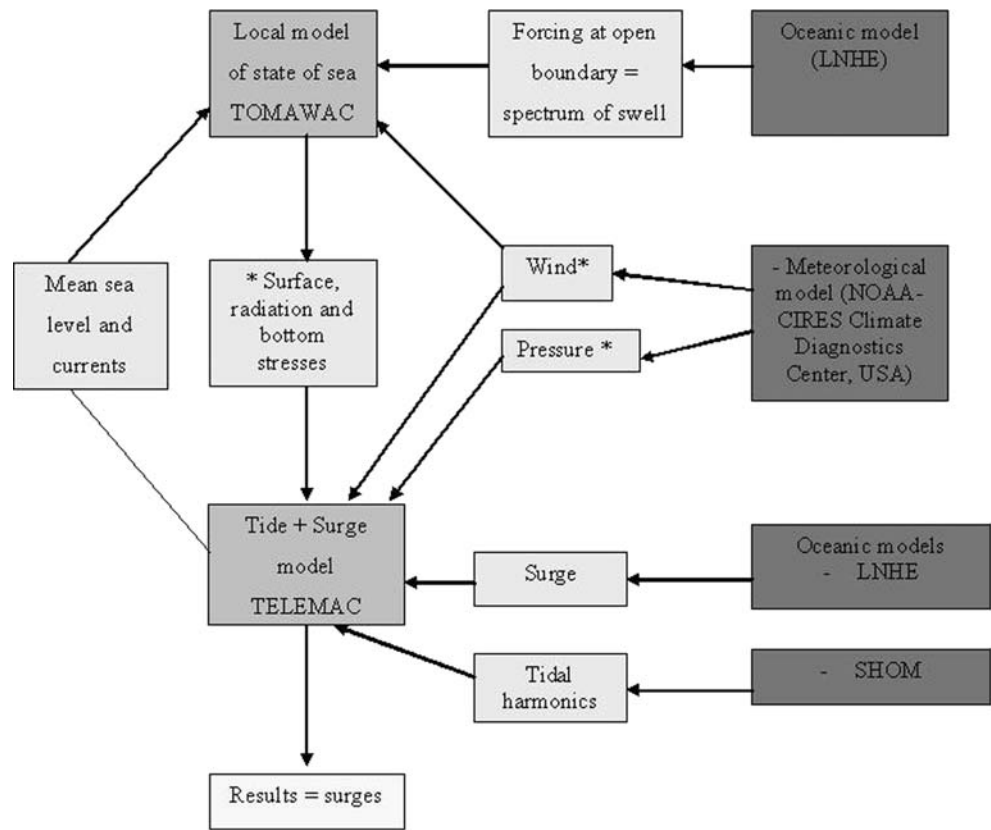 Local model
of state of sea
TOMAWAC
Forcing at open
boundary =
spectrum of swell
Oceanic model
(LNHE)
Mean sea
level and
currents
* Surface,
radiation and
bottom
stresses
Wind*
Pressure *
- Meteorological
model (NOAA-
CIRES Climate
Diagnostics
Center, USA)
Tide + Surge
model
TELEMAC
Surge
Oceanic models
- LNHE
Tidal
harmonics
- SHOM
Results = surges